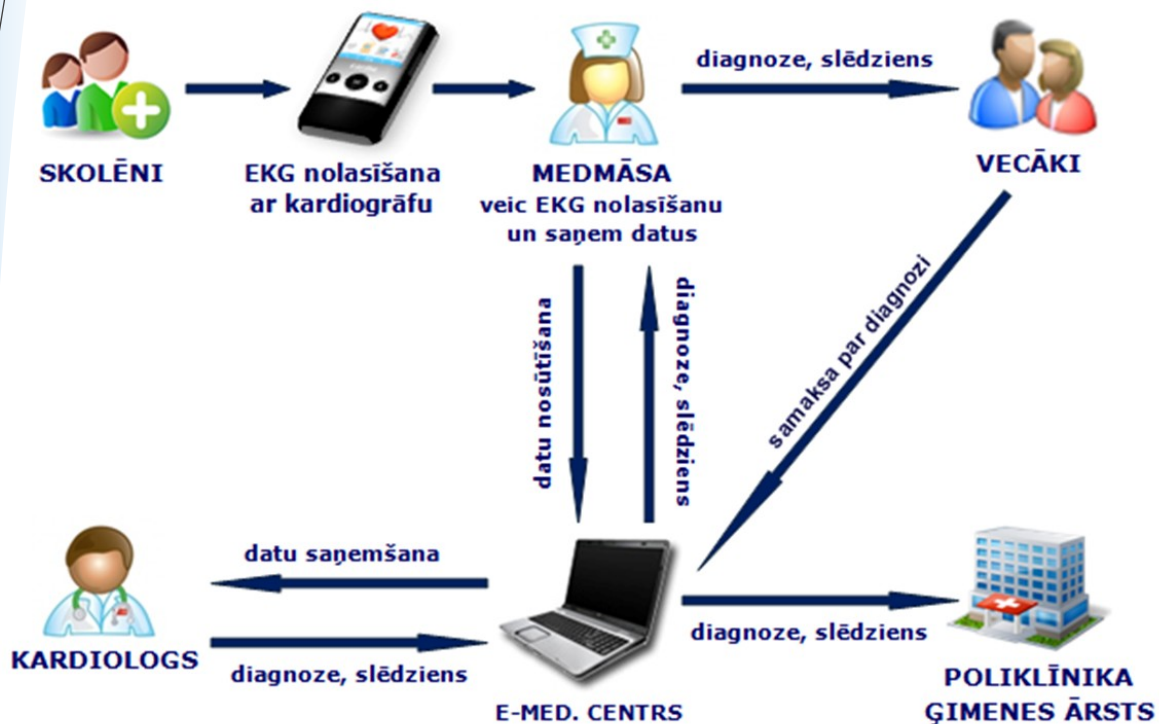 SKOLĒNI
EKG nolasīšana
ar kardiogrāfu
MEDMĀSA
veic EKG nolasīšanu
un saņem datus
diagnoze, slēdziens
VECĀKI
datu nosūtīšana
diagnoze, slēdziens
samaksa par diagnozi
KARDIOLOGS
datu saņemšana
diagnoze, slēdziens
E-MED. CENTRS
diagnoze, slēdziens
POLIKLĪNIKA
ĢIMENES ĀRSTS